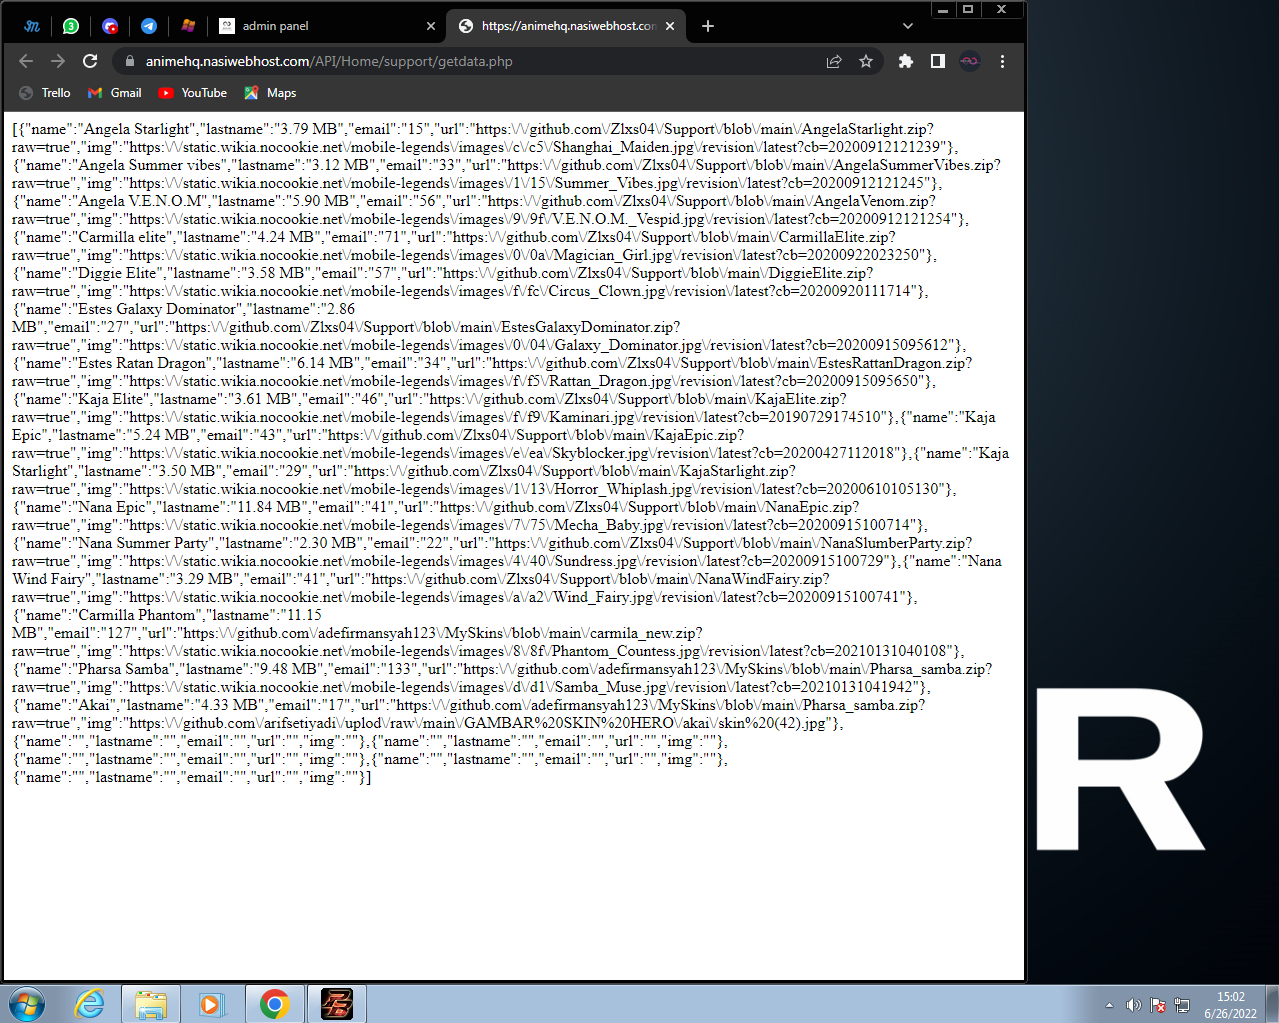 3
admin panel
https://animehq.nasiwebhost.con
animehq.nasiwebhost.com/API/Home/support/getdata.php
Trello
Gmail
YouTube
Maps
[{"name":"Angela Starlight","lastname":"3.79 MB","email":"15","url":"https:\/\/github.com\/Zlxs04\/Support\/blob\/main\/AngelaStarlight.zip?
raw=true","img":"https:\/\/static.wikia.nocookie.net\/mobile-legends\/images\/c\/c5\/Shanghai_Maiden.jpg\/revision\/latest?cb=20200912121239"},
{"name":"Angela Summer vibes","lastname":"3.12 MB","email":"33","url":"https:\/\/github.com\/Zlxs04\/Support\/blob\/main\/AngelaSummerVibes.zip?
raw=true","img":"https:\/\/static.wikia.nocookie.net\/mobile-legends\/images\/1\/15\/Summer_Vibes.jpg\/revision\/latest?cb=20200912121245"},
{"name":"Angela V.E.N.O.M","lastname":"5.90 MB","email":"56","url":"https:\/\/github.com\/Zlxs04\/Support\/blob\/main\/AngelaVenom.zip?
raw=true","img":"https:\/\/static.wikia.nocookie.net\/mobile-legends\/images\/9\/9f\/V.E.N.O.M._Vespid.jpg\/revision\/latest?cb=20200912121254"},
{"name":"Carmilla elite","lastname":"4.24 MB","email":"71","url":"https:\/\/github.com\/Zlxs04\/Support\/blob\/main\/CarmillaElite.zip?
raw=true","img":"https:\/\/static.wikia.nocookie.net\/mobile-legends\/images\/0\/0a\/Magician_Girl.jpg\/revision\/latest?cb=20200922023250"},
{"name":"Diggie Elite","lastname":"3.58 MB","email":"57","url":"https:\/\/github.com\/Zlxs04\/Support\/blob\/main\/DiggieElite.zip?
raw=true","img":"https:\/\/static.wikia.nocookie.net\/mobile-legends\/images\/f\/fc\/Circus_Clown.jpg\/revision\/latest?cb=20200920111714"},
{"name":"Estes Galaxy Dominator","lastname":"2.86
MB","email":"27","url":"https:\/\/github.com\/Zlxs04\/Support\/blob\/main\/EstesGalaxyDominator.zip?
raw=true","img":"https:\/\/static.wikia.nocookie.net\/mobile-legends\/images\/0\/04\/Galaxy_Dominator.jpg\/revision\/latest?cb=20200915095612"},
{"name":"Estes Ratan Dragon","lastname":"6.14 MB","email":"34","url":"https:\/\/github.com\/Zlxs04\/Support\/blob\/main\/EstesRattanDragon.zip?
raw=true","img":"https:\/\/static.wikia.nocookie.net\/mobile-legends\/images\/f\/f5\/Rattan_Dragon.jpg\/revision\/latest?cb=20200915095650"},
{"name":"Kaja Elite","lastname":"3.61 MB","email":"46","url":"https:\/\/github.com\/Zlxs04\/Support\/blob\/main\/KajaElite.zip?
raw=true","img":"https:\/\/static.wikia.nocookie.net\/mobile-legends\/images\/f\/f9\/Kaminari.jpg\/revision\/latest?cb=20190729174510"},{"name":"Kaja
Epic","lastname":"5.24 MB","email":"43","url":"https:\/\/github.com\/Zlxs04\/Support\/blob\/main\/KajaEpic.zip?
raw=true","img":"https:\/\/static.wikia.nocookie.net\/mobile-legends\/images\/e\/ea\/Skyblocker.jpg\/revision\/latest?cb=20200427112018"},{"name":"Kaja
Starlight","lastname":"3.50 MB","email":"29","url":"https:\/\/github.com\/Zlxs04\/Support\/blob\/main\/KajaStarlight.zip?
raw=true","img":"https:\/\/static.wikia.nocookie.net\/mobile-legends\/images\/1\/13\/Horror_Whiplash.jpg\/revision\/latest?cb=20200610105130"},
{"name":"Nana Epic","lastname":"11.84 MB","email":"41","url":"https:\/\/github.com\/Zlxs04\/Support\/blob\/main\/NanaEpic.zip?
raw=true","img":"https:\/\/static.wikia.nocookie.net\/mobile-legends\/images\/7\/75\/Mecha_Baby.jpg\/revision\/latest?cb=20200915100714"},
{"name":"Nana Summer Party","lastname":"2.30 MB","email":"22","url":"https:\/\/github.com\/Zlxs04\/Support\/blob\/main\/NanaSlumberParty.zip?
raw=true","img":"https:\/\/static.wikia.nocookie.net\/mobile-legends\/images\/4\/40\/Sundress.jpg\/revision\/latest?cb=20200915100729"},{"name":"Nana
Wind Fairy","lastname":"3.29 MB","email":"41","url":"https:\/\/github.com\/Zlxs04\/Support\/blob\/main\/NanaWindFairy.zip?
raw=true","img":"https:\/\/static.wikia.nocookie.net\/mobile-legends\/images\/a\/a2\/Wind_Fairy.jpg\/revision\/latest?cb=20200915100741"},
{"name":"Carmilla Phantom","lastname":"11.15
MB","email":"127","url":"https:\/\/github.com\/adefirmansyah123\/MySkins\/blob\/main\/carmila_new.zip?
raw=true","img":"https:\/\/static.wikia.nocookie.net\/mobile-legends\/images\/8\/8f\/Phantom_Countess.jpg\/revision\/latest?cb=20210131040108"},
{"name":"Pharsa Samba","lastname":"9.48 MB","email":"133","url":"https:\/\/github.com\/adefirmansyah123\/MySkins\/blob\/main\/Pharsa_samba.zip?
raw=true","img":"https:\/\/static.wikia.nocookie.net\/mobile-legends\/images\/d\/d1\/Samba_Muse.jpg\/revision\/latest?cb=20210131041942"},
{"name":"Akai","lastname":"4.33 MB","email":"17","url":"https:\/\/github.com\/adefirmansyah123\/MySkins\/blob\/main\/Pharsa_samba.zip?
raw=true","img":"https:\/\/github.com\/arifsetiyadi\/uplod\/raw\/main\/GAMBAR%20SKIN%20HERO\/akai\/skin%20(42).jpg"},
{"name":"","lastname":"","email":"","url":"","img":""},{"name":"","lastname":"","email":"","url":"","img":""},
{"name":"","lastname":"","email":"","url":"","img":""},{"name":"","lastname":"","email":"","url":"","img":""},
{"name":"","lastname":"","email":"","url":"","img":""}]
R
15:02
6/26/2022